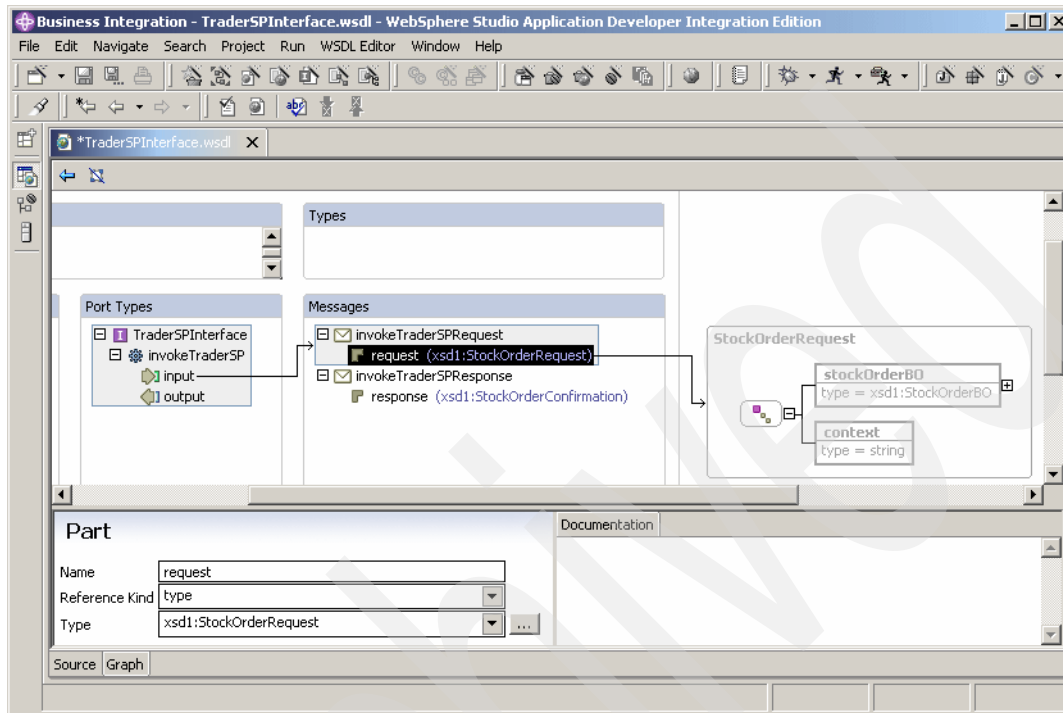 Business Integration - TraderSPInterface.wsdl - WebSphere Studio Application Developer Integration Edition
File Edit Navigate Search Project Run WSDL Editor Window Help
*TraderSPInterface.wsdl
Types
Port Types
Messages
TraderSPInterface
invokeTraderSP
input
output
invokeTraderSPRequest
request (xsd1:StockOrderRequest)
invokeTraderSPResponse
response (xsd1:StockOrderConfirmation)
StockOrderRequest
stockOrderBO
type = xsd1:StockOrderBO
context
type = string
Part
Name request
Reference Kind type
Type xsd1:StockOrderRequest ...
Documentation
Source Graph